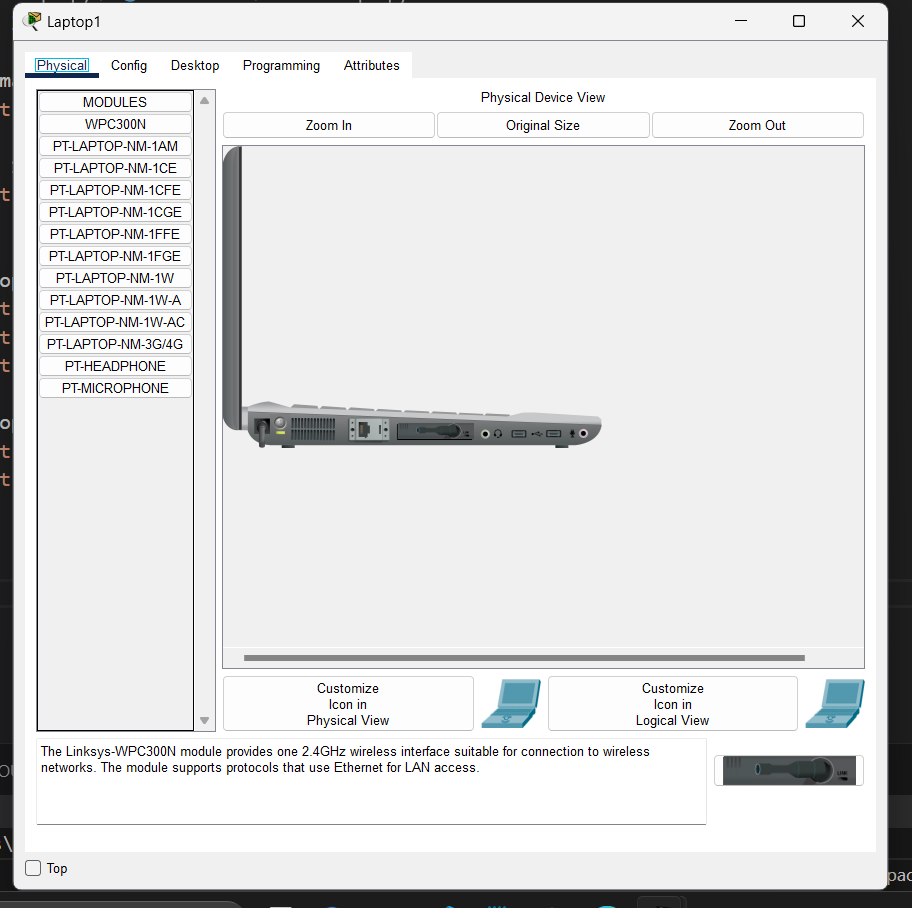 Laptop1
Physical Config Desktop Programming Attributes
MODULES
WPC300N
PT-LAPTOP-NM-1AM
PT-LAPTOP-NM-1CE
PT-LAPTOP-NM-1CFE
PT-LAPTOP-NM-1CGE
PT-LAPTOP-NM-1FFE
PT-LAPTOP-NM-1FGE
PT-LAPTOP-NM-1W
PT-LAPTOP-NM-1W-A
PT-LAPTOP-NM-1W-AC
PT-LAPTOP-NM-3G/4G
PT-HEADPHONE
PT-MICROPHONE
Physical Device View
Zoom In Original Size Zoom Out
Customize
Icon in
Physical View
Customize
Icon in
Logical View
The Linksys-WPC300N module provides one 2.4GHz wireless interface suitable for connection to wireless
networks. The module supports protocols that use Ethernet for LAN access.
LINK
Top